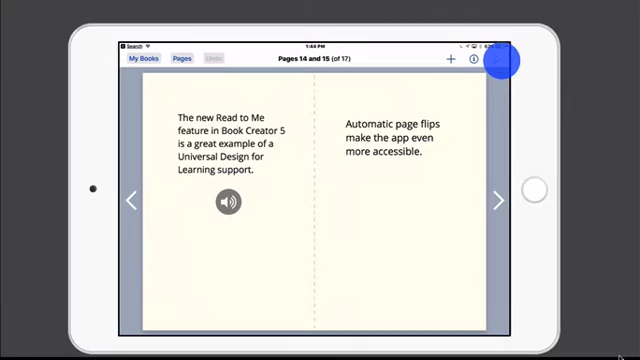 Search
1:44 PM
My Books
Pages
Undo
Pages 14 and 15 (of 17)
The new Read to Me
feature in Book Creator 5
is a great example of a
Universal Design for
Learning support.
Automatic page flips
make the app even
more accessible.